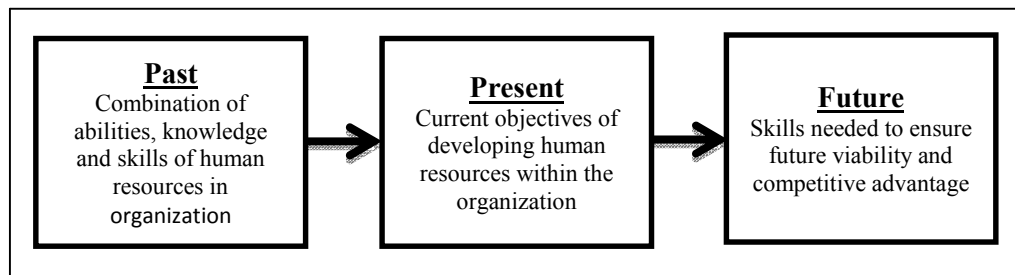 Past
Combination of
abilities, knowledge
and skills of human
resources in
organization
Present
Current objectives of
developing human
resources within the
organization
Future
Skills needed to ensure
future viability and
competitive advantage